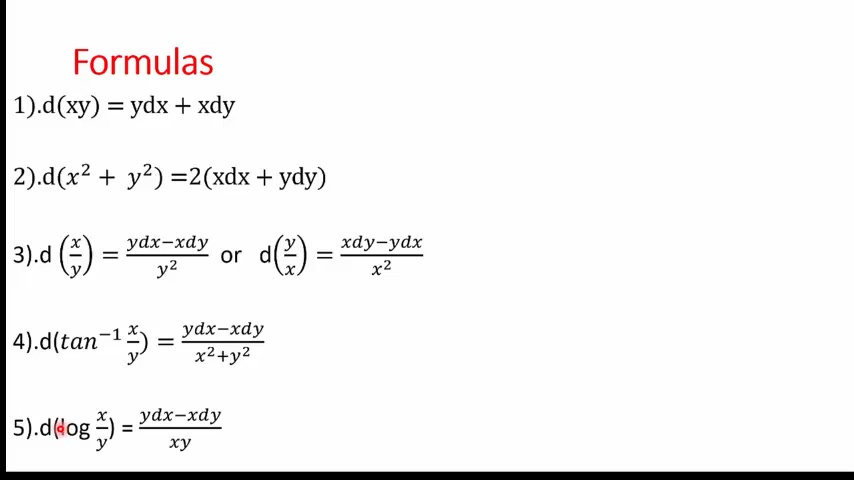 Formulas
1).d(xy) = ydx + xdy
2).d(x² + y²) =2(xdx + ydy)
3).d (x/y) = (ydx−xdy)/y² or d(y/x) = (xdy−ydx)/x²
4).d(tan⁻¹ x/y) = (ydx−xdy)/(x²+y²)
5).d(log x/y) = (ydx−xdy)/xy